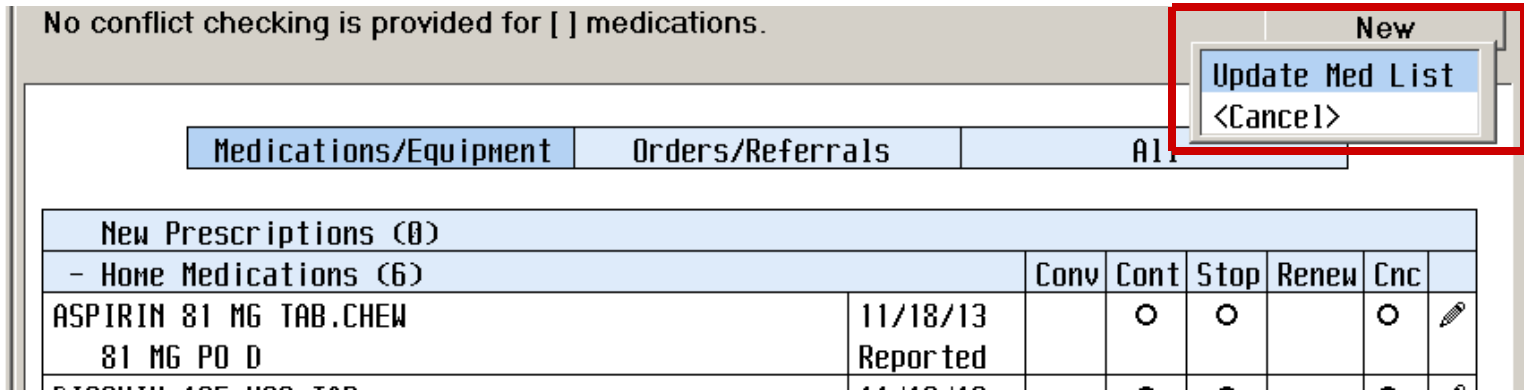 No conflict checking is provided for [ ] medications.
New
Update Med List
<Cancel>
Medications/Equipment Orders/Referrals All
New Prescriptions (0)
- Home Medications (6) Conv Cont Stop Renew Cnc
ASPIRIN 81 MG TAB.CHEW 11/18/13
81 MG PO D Reported